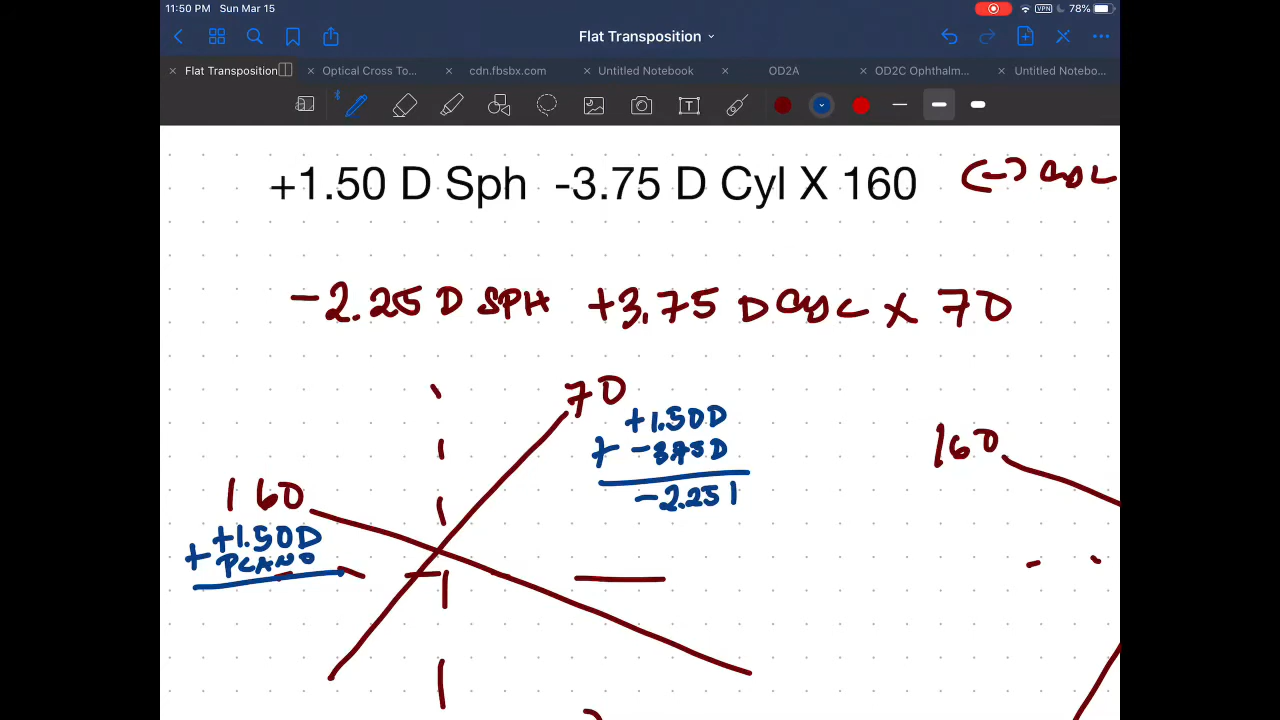 11:50 PM Sun Mar 15
VPN 78%
Flat Transposition
Flat Transposition Optical Cross To... cdn.fbsbx.com Untitled Notebook OD2A OD2C Ophthalm... Untitled Notebo...
+1.50 D Sph -3.75 D Cyl X 160
(-) CYL
-2.25 D SPH +3.75 D CYL X 70
70
+1.50D
+ -3.75D
-2.25
160
+1.50D
+ PLANO
160